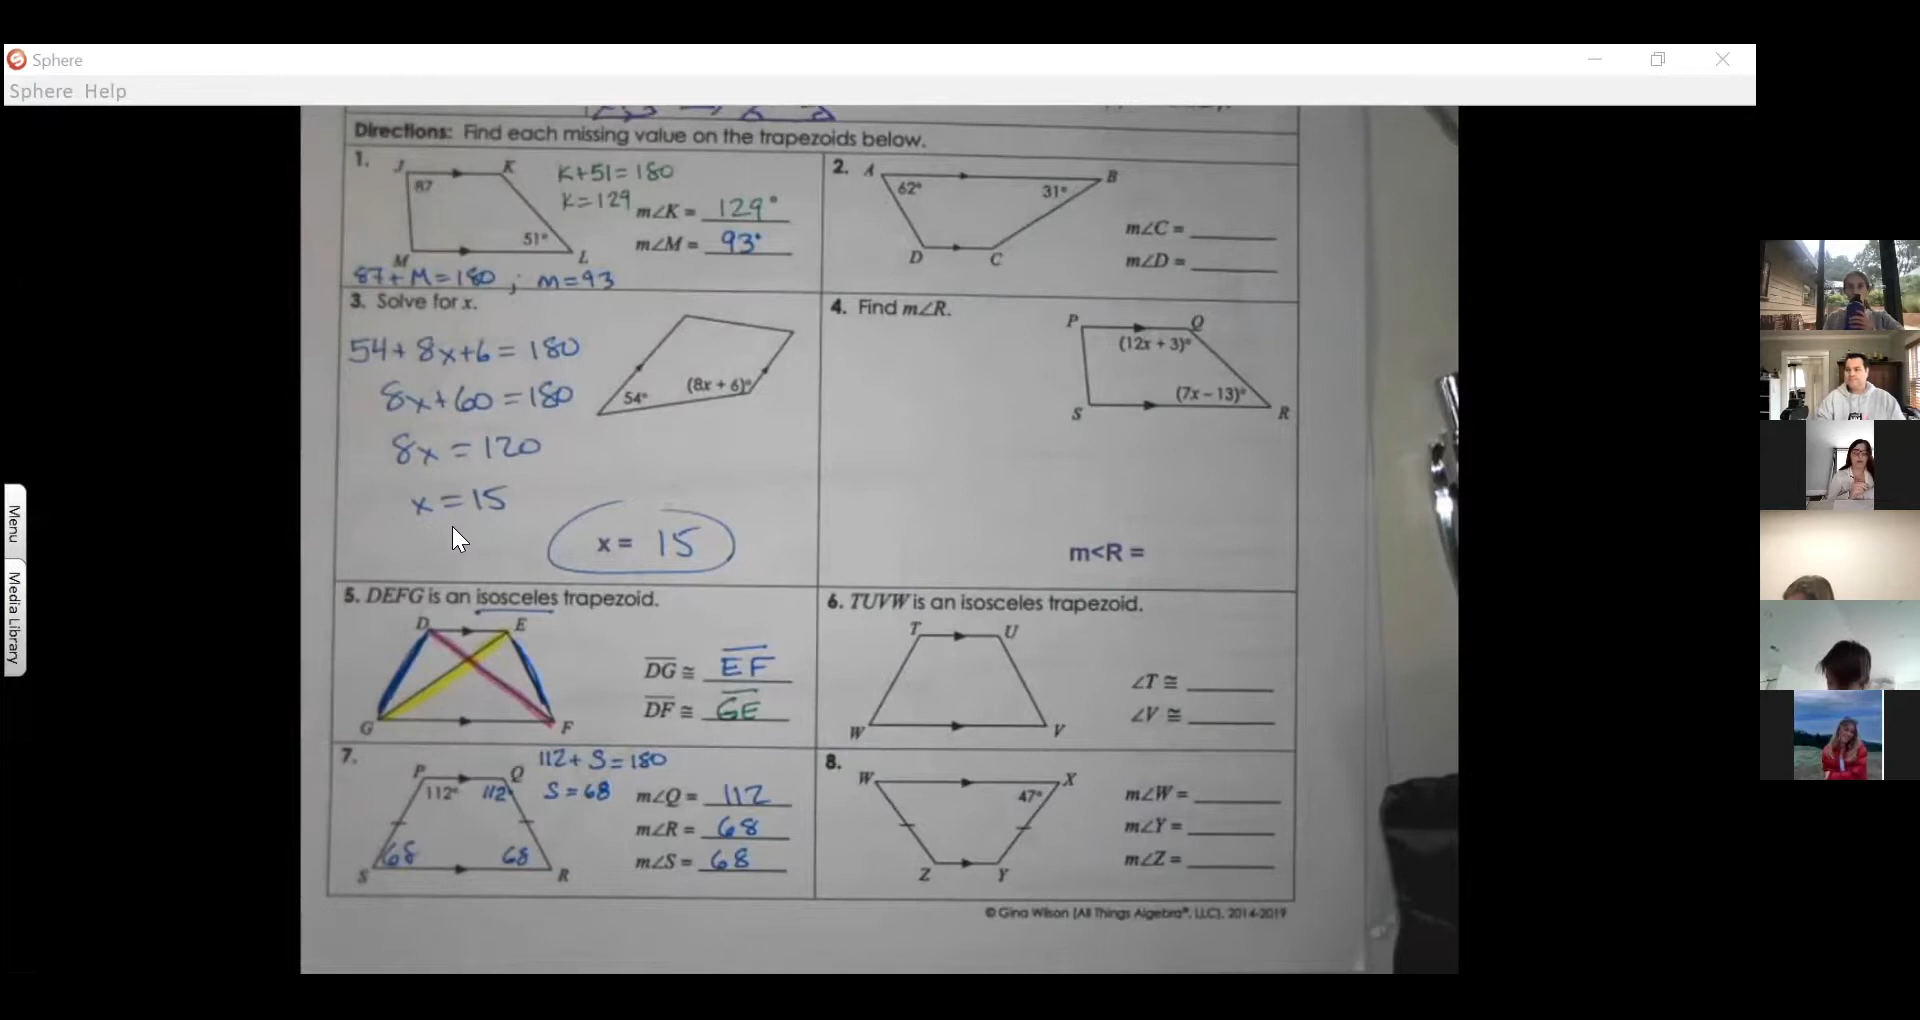 Sphere
Sphere Help
Menu
Media Library
Directions: Find each missing value on the trapezoids below.
1.
J
K
87
51°
M
L
K+51=180
K=129
m∠K = 129°
m∠M = 93°
87+M=180 ; m=93
2.
A
B
62°
31°
D
C
m∠C =
m∠D =
3. Solve for x.
54+8x+6=180
8x+60=180
8x=120
x=15
54°
(8x + 6)°
x = 15
4. Find m∠R.
P
Q
(12x + 3)°
(7x – 13)°
S
R
m<R =
5. DEFG is an isosceles trapezoid.
D
E
G
F
DG ≅ EF
DF ≅ GE
6. TUVW is an isosceles trapezoid.
T
U
W
V
∠T ≅
∠V ≅
7.
P
Q
112°
112°
68
68
S
R
112+S=180
S=68
m∠Q = 112
m∠R = 68
m∠S = 68
8.
W
X
47°
Z
Y
m∠W =
m∠Y =
m∠Z =
© Gina Wilson (All Things Algebra®, LLC), 2014-2019